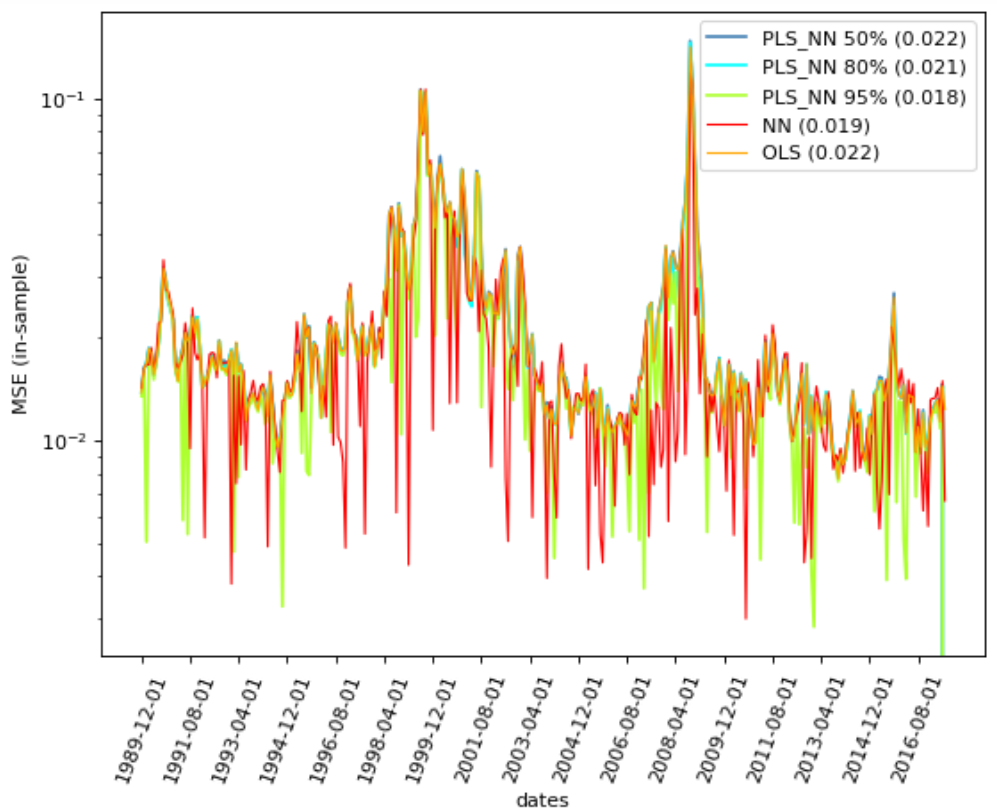 PLS_NN 50% (0.022)
PLS_NN 80% (0.021)
PLS_NN 95% (0.018)
NN (0.019)
OLS (0.022)
10⁻¹
10⁻²
MSE (in-sample)
1989-12-01
1991-08-01
1993-04-01
1994-12-01
1996-08-01
1998-04-01
1999-12-01
2001-08-01
2003-04-01
2004-12-01
2006-08-01
2008-04-01
2009-12-01
2011-08-01
2013-04-01
2014-12-01
2016-08-01
dates